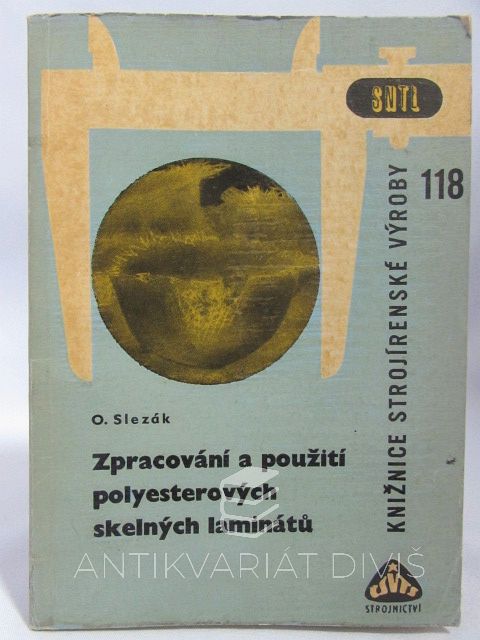 SNTL
118
KNIŽNICE STROJÍRENSKÉ VÝROBY
O. Slezák
Zpracování a použití
polyesterových
skelných laminátů
ANTIKVARIÁT DIVIŠ
STROJNICTVÍ